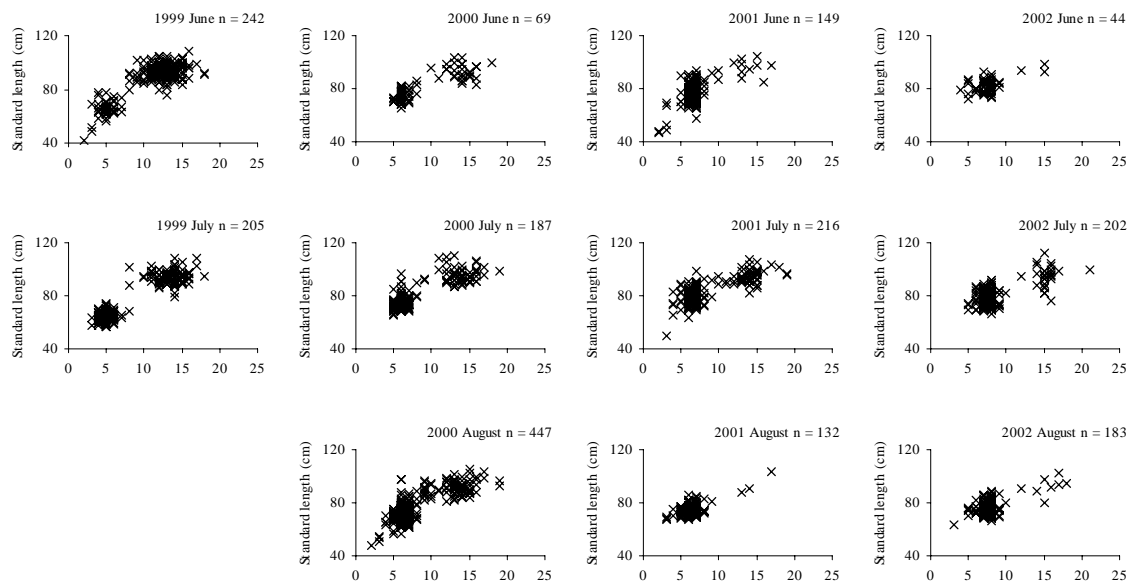 1999 June n = 242
Standard length (cm)
120
80
40
0 5 10 15 20 25
2000 June n = 69
Standard length (cm)
120
80
40
0 5 10 15 20 25
2001 June n = 149
Standard length (cm)
120
80
40
0 5 10 15 20 25
2002 June n = 44
Standard length (cm)
120
80
40
0 5 10 15 20 25
1999 July n = 205
Standard length (cm)
120
80
40
0 5 10 15 20 25
2000 July n = 187
Standard length (cm)
120
80
40
0 5 10 15 20 25
2001 July n = 216
Standard length (cm)
120
80
40
0 5 10 15 20 25
2002 July n = 202
Standard length (cm)
120
80
40
0 5 10 15 20 25
2000 August n = 447
Standard length (cm)
120
80
40
0 5 10 15 20 25
2001 August n = 132
Standard length (cm)
120
80
40
0 5 10 15 20 25
2002 August n = 183
Standard length (cm)
120
80
40
0 5 10 15 20 25